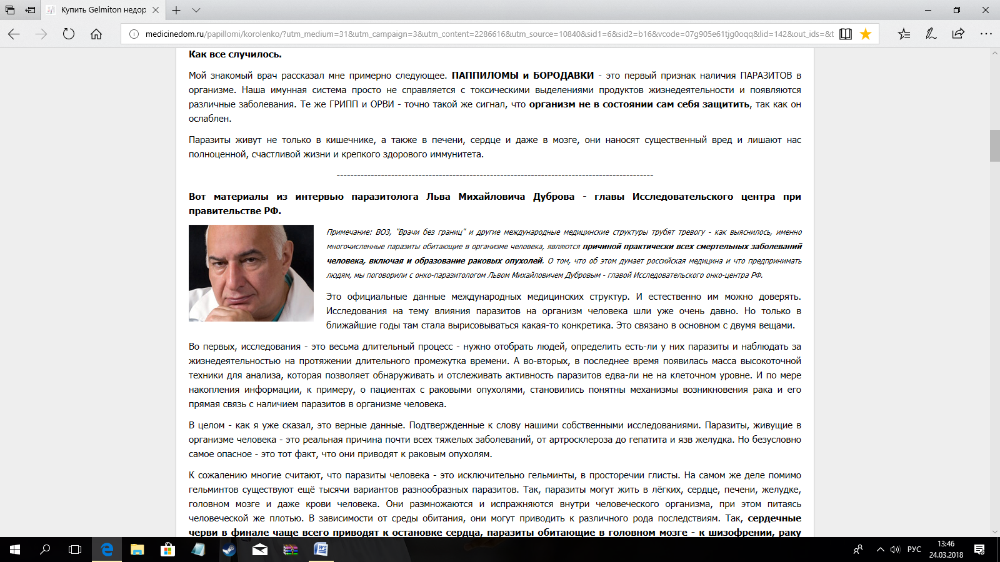 Купить Gelmiton недор
medicinedom.ru/papillomi/korolenko/?utm_medium=31&utm_campaign=3&utm_content=2286616&utm_source=10840&sid1=6&sid2=b16&vcode=07g905e61tjg0oqq&lid=142&out_ids=&t
Как все случилось.
Мой знакомый врач рассказал мне примерно следующее. ПАППИЛОМЫ и БОРОДАВКИ - это первый признак наличия ПАРАЗИТОВ в
организме. Наша имунная система просто не справляется с токсическими выделениями продуктов жизнедеятельности и появляются
различные заболевания. Те же ГРИПП и ОРВИ - точно такой же сигнал, что организм не в состоянии сам себя защитить, так как он
ослаблен.
Паразиты живут не только в кишечнике, а также в печени, сердце и даже в мозге, они наносят существенный вред и лишают нас
полноценной, счастливой жизни и крепкого здорового иммунитета.
--------------------------------------------------------------------------------------------
Вот материалы из интервью паразитолога Льва Михайловича Дуброва - главы Исследовательского центра при
правительстве РФ.
Примечание: ВОЗ, "Врачи без границ" и другие международные медицинские структуры трубят тревогу - как выяснилось, именно
многочисленные паразиты обитающие в организме человека, являются причиной практически всех смертельных заболеваний
человека, включая и образование раковых опухолей. О том, что об этом думает российская медицина и что предпринимать
людям, мы поговорили с онко-паразитологом Львом Михайловичем Дубровым - главой Исследовательского онко-центра РФ.
Это официальные данные международных медицинских структур. И естественно им можно доверять.
Исследования на тему влияния паразитов на организм человека шли уже очень давно. Но только в
ближайшие годы там стала вырисовываться какая-то конкретика. Это связано в основном с двумя вещами.
Во первых, исследования - это весьма длительный процесс - нужно отобрать людей, определить есть-ли у них паразиты и наблюдать за
жизнедеятельностью на протяжении длительного промежутка времени. А во-вторых, в последнее время появилась масса высокоточной
техники для анализа, которая позволяет обнаруживать и отслеживать активность паразитов едва-ли не на клеточном уровне. И по мере
накопления информации, к примеру, о пациентах с раковыми опухолями, становились понятны механизмы возникновения рака и его
прямая связь с наличием паразитов в организме человека.
В целом - как я уже сказал, это верные данные. Подтвержденные к слову нашими собственными исследованиями. Паразиты, живущие в
организме человека - это реальная причина почти всех тяжелых заболеваний, от артросклероза до гепатита и язв желудка. Но безусловно
самое опасное - это тот факт, что они приводят к раковым опухолям.
К сожалению многие считают, что паразиты человека - это исключительно гельминты, в просторечии глисты. На самом же деле помимо
гельминтов существуют ещё тысячи вариантов разнообразных паразитов. Так, паразиты могут жить в лёгких, сердце, печени, желудке,
головном мозге и даже крови человека. Они размножаются и испражняются внутри человеческого организма, при этом питаясь
человеческой же плотью. В зависимости от среды обитания, они могут приводить к различного рода последствиям. Так, сердечные
черви в финале чаще всего приводят к остановке сердца, паразиты обитающие в головном мозге - к шизофрении, раку
РУС
13:46
24.03.2018